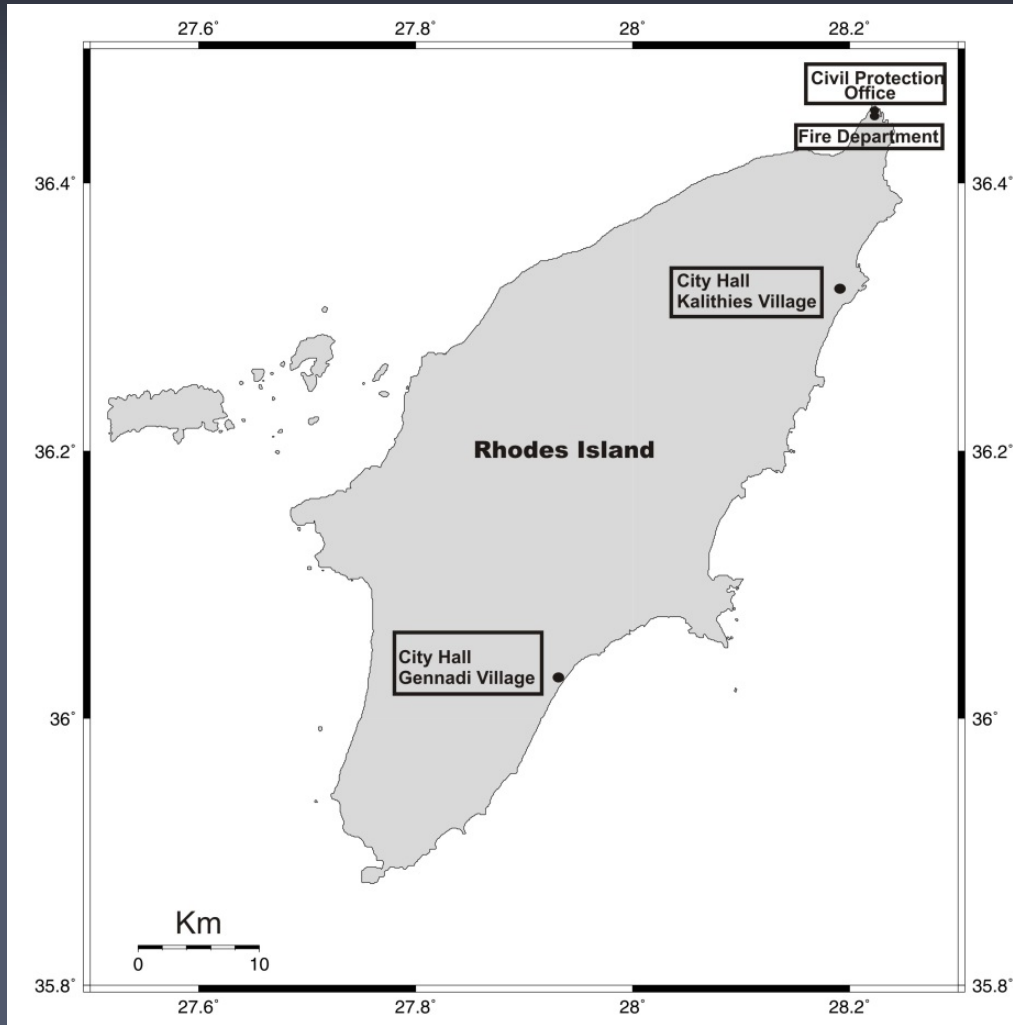 27.6° 27.8° 28° 28.2°
Civil Protection
Office
Fire Department
36.4° 36.4°
City Hall
Kalithies Village
36.2° 36.2°
Rhodes Island
City Hall
Gennadi Village
36° 36°
Km
0 10
35.8° 35.8°
27.6° 27.8° 28° 28.2°